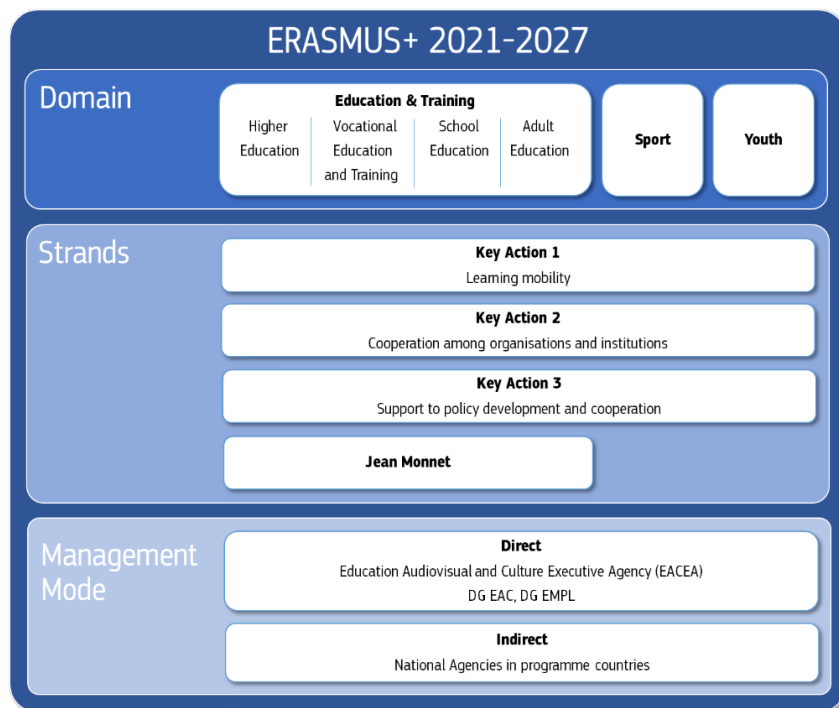 ERASMUS+ 2021-2027
Domain
Education & Training
Higher
Education
Vocational
Education
and Training
School
Education
Adult
Education
Sport
Youth
Strands
Key Action 1
Learning mobility
Key Action 2
Cooperation among organisations and institutions
Key Action 3
Support to policy development and cooperation
Jean Monnet
Management
Mode
Direct
Education Audiovisual and Culture Executive Agency (EACEA)
DG EAC, DG EMPL
Indirect
National Agencies in programme countries